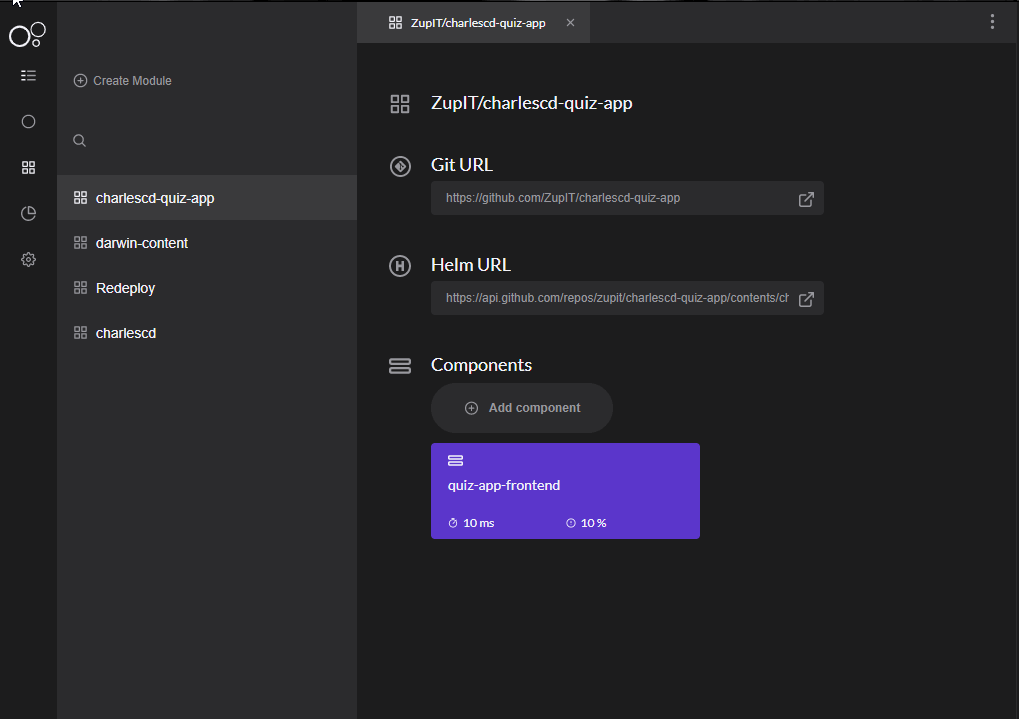 ZupIT/charlescd-quiz-app
Create Module
charlescd-quiz-app
darwin-content
Redeploy
charlescd
ZupIT/charlescd-quiz-app
Git URL
https://github.com/ZupIT/charlescd-quiz-app
Helm URL
https://api.github.com/repos/zupit/charlescd-quiz-app/contents/ch
Components
Add component
quiz-app-frontend
10 ms
10 %